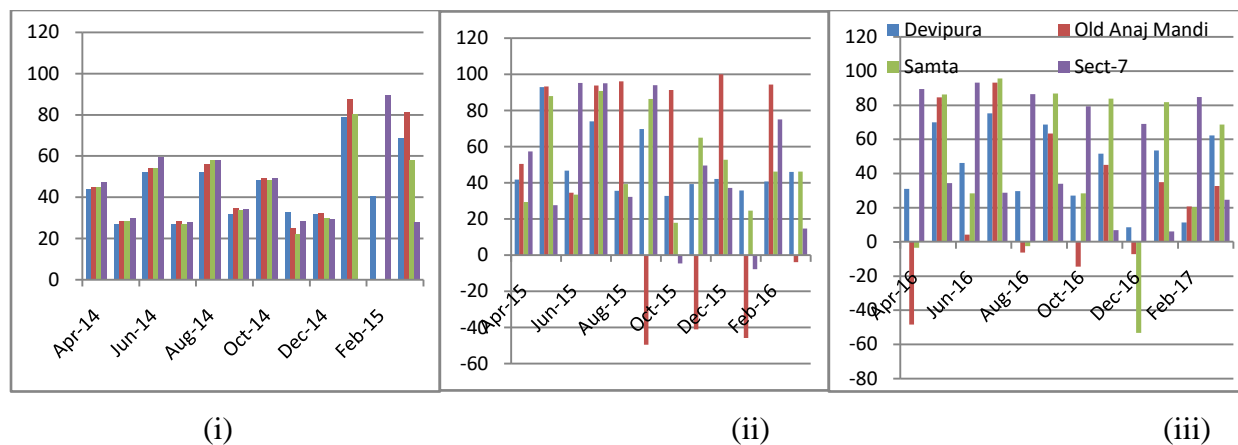 120
100
80
60
40
20
0
Apr-14
Jun-14
Aug-14
Oct-14
Dec-14
Feb-15
(i)
120
100
80
60
40
20
0
-20
-40
-60
Apr-15
Jun-15
Aug-15
Oct-15
Dec-15
Feb-16
(ii)
Devipura Old Anaj Mandi
Samta Sect-7
120
100
80
60
40
20
0
-20
-40
-60
-80
Apr-16
Jun-16
Aug-16
Oct-16
Dec-16
Feb-17
(iii)